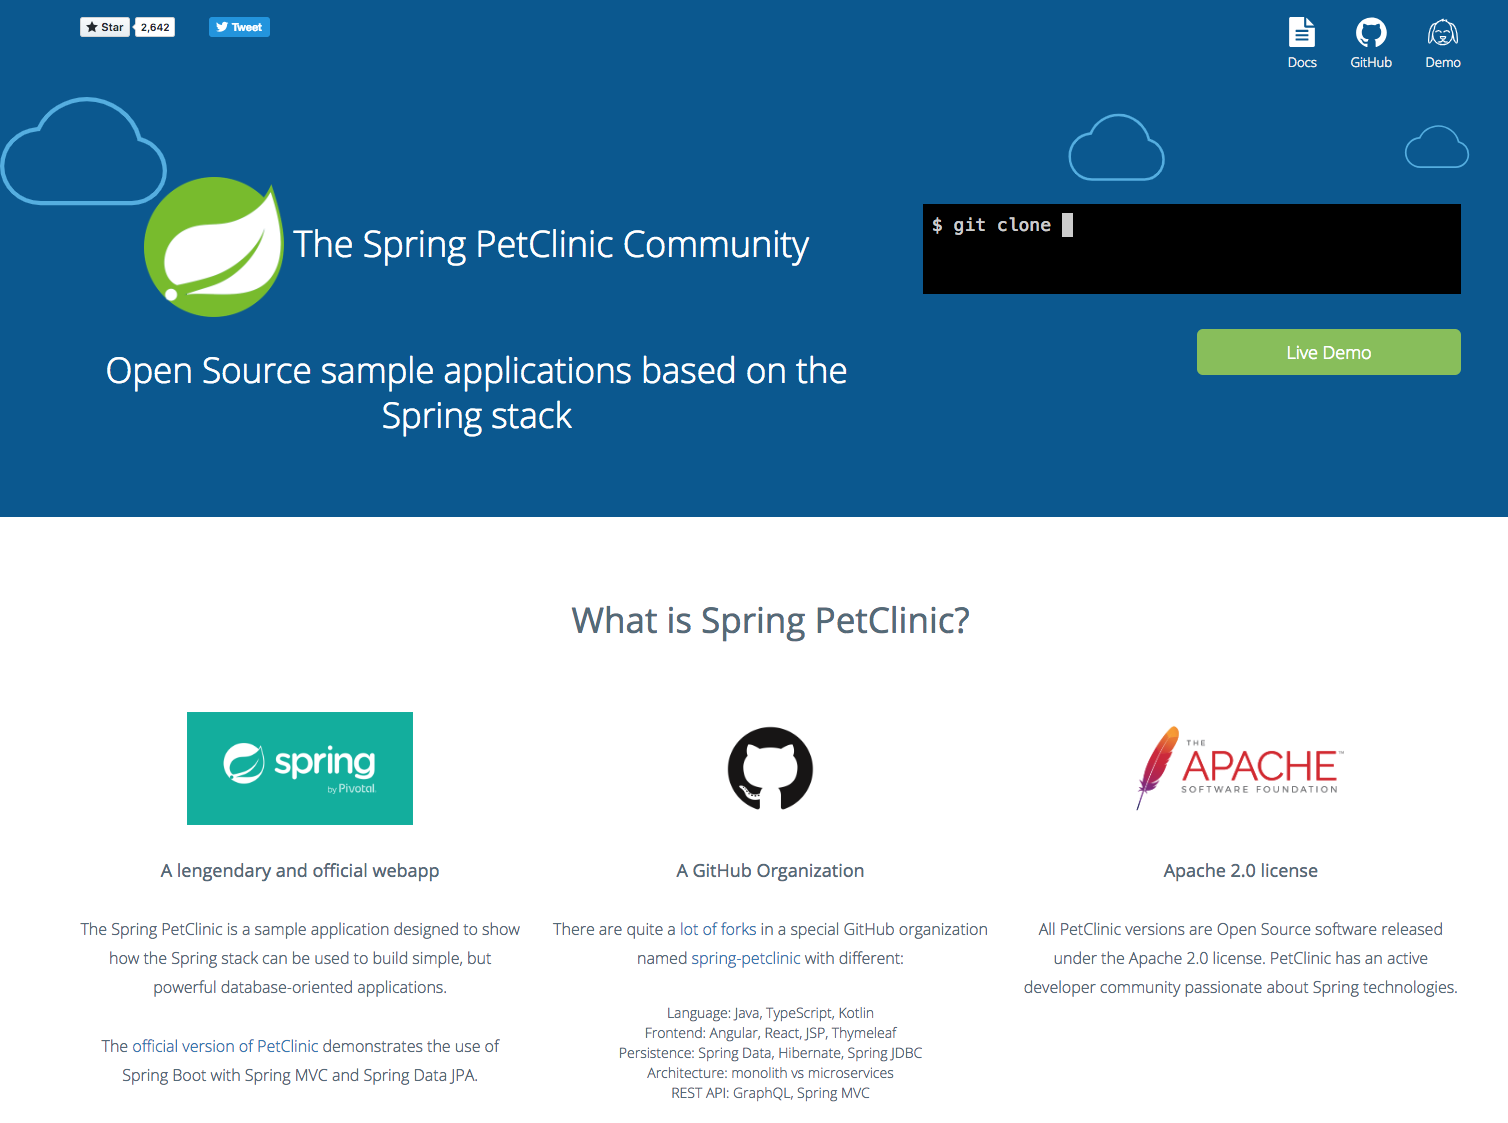 Star 2,642 Tweet
Docs GitHub Demo
The Spring PetClinic Community
$ git clone
Live Demo
Open Source sample applications based on the
Spring stack
What is Spring PetClinic?
spring
by Pivotal.
THE
APACHE™
SOFTWARE FOUNDATION
A lengendary and official webapp
The Spring PetClinic is a sample application designed to show
how the Spring stack can be used to build simple, but
powerful database-oriented applications.
The official version of PetClinic demonstrates the use of
Spring Boot with Spring MVC and Spring Data JPA.
A GitHub Organization
There are quite a lot of forks in a special GitHub organization
named spring-petclinic with different:
Language: Java, TypeScript, Kotlin
Frontend: Angular, React, JSP, Thymeleaf
Persistence: Spring Data, Hibernate, Spring JDBC
Architecture: monolith vs microservices
REST API: GraphQL, Spring MVC
Apache 2.0 license
All PetClinic versions are Open Source software released
under the Apache 2.0 license. PetClinic has an active
developer community passionate about Spring technologies.